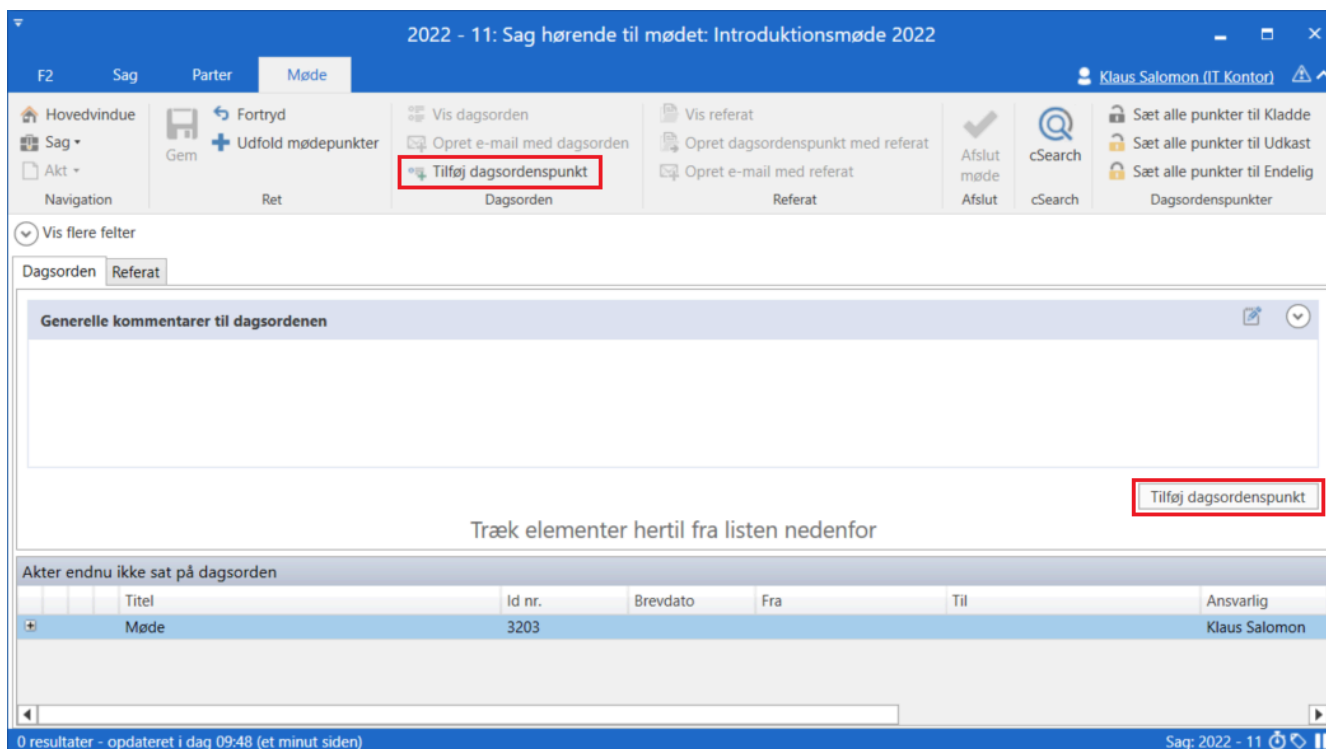 2022 - 11: Sag hørende til mødet: Introduktionsmøde 2022
F2 Sag Parter Møde Klaus Salomon (IT Kontor)
Hovedvindue Fortryd Vis dagsorden Vis referat Sæt alle punkter til Kladde
Sag Gem Udfold mødepunkter Opret e-mail med dagsorden Opret dagsordenspunkt med referat Afslut møde cSearch Sæt alle punkter til Udkast
Akt Tilføj dagsordenspunkt Opret e-mail med referat Sæt alle punkter til Endelig
Navigation Ret Dagsorden Referat Afslut cSearch Dagsordenspunkter
Vis flere felter
Dagsorden Referat
Generelle kommentarer til dagsordenen
Tilføj dagsordenspunkt
Træk elementer hertil fra listen nedenfor
Akter endnu ikke sat på dagsorden
Titel Id nr. Brevdato Fra Til Ansvarlig
Møde 3203 Klaus Salomon
0 resultater - opdateret i dag 09:48 (et minut siden) Sag: 2022 - 11